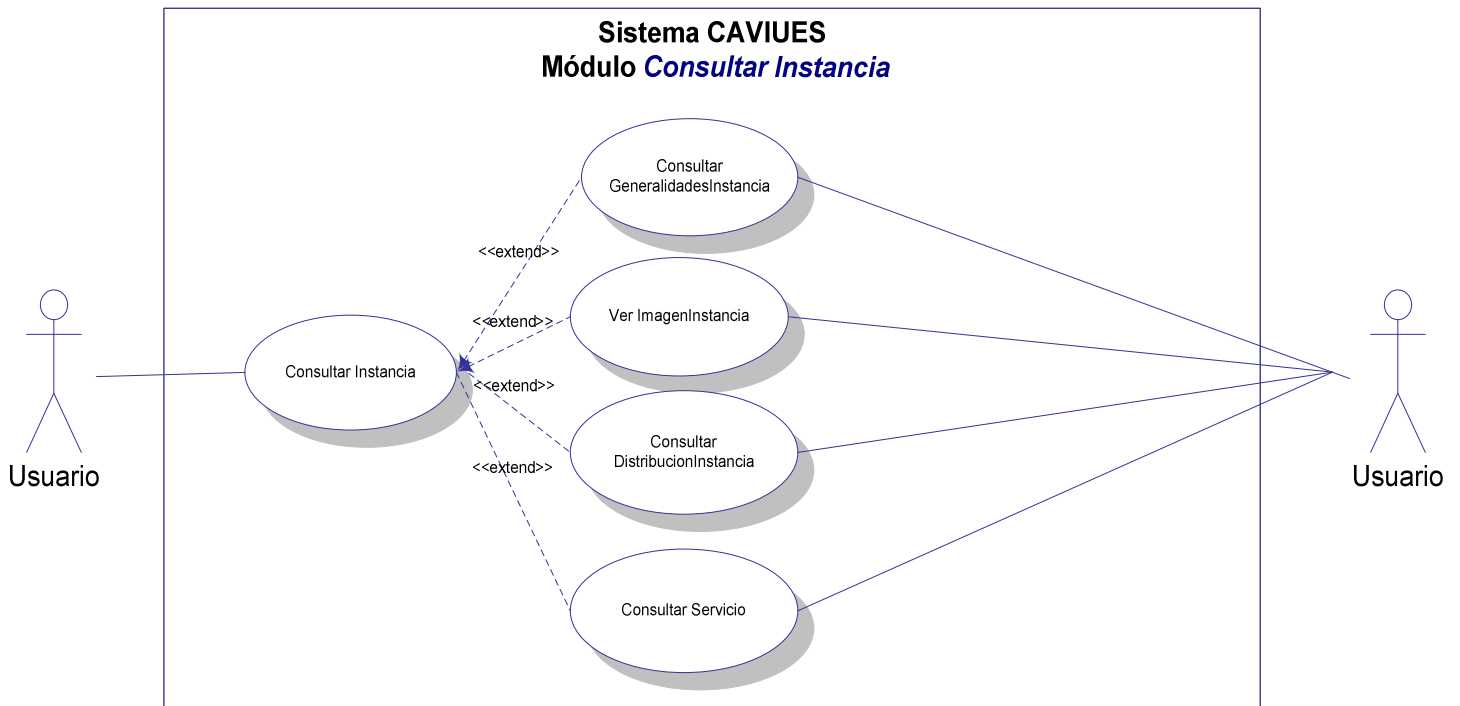 Sistema CAVIUES
Módulo Consultar Instancia
Consultar
GeneralidadesInstancia
<<extend>>
Ver ImagenInstancia
<<extend>>
Consultar Instancia
<<extend>>
Consultar
DistribucionInstancia
<<extend>>
Usuario
Usuario
Consultar Servicio